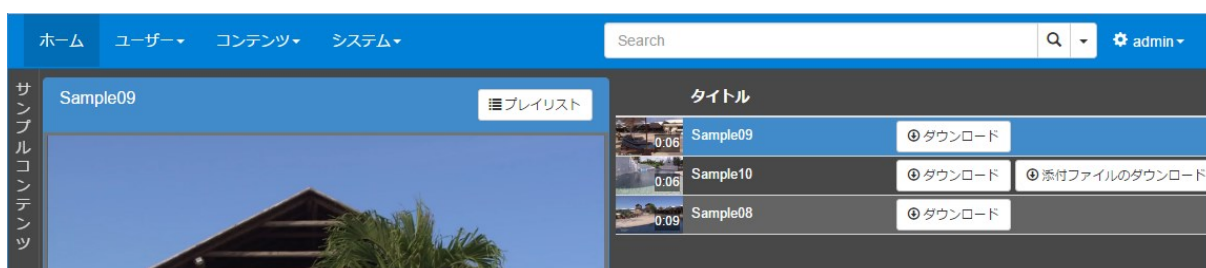 ホーム ユーザー コンテンツ システム Search admin
サンプルコンテンツ
Sample09 プレイリスト
タイトル
0:06 Sample09 ダウンロード
0:06 Sample10 ダウンロード 添付ファイルのダウンロード
0:09 Sample08 ダウンロード